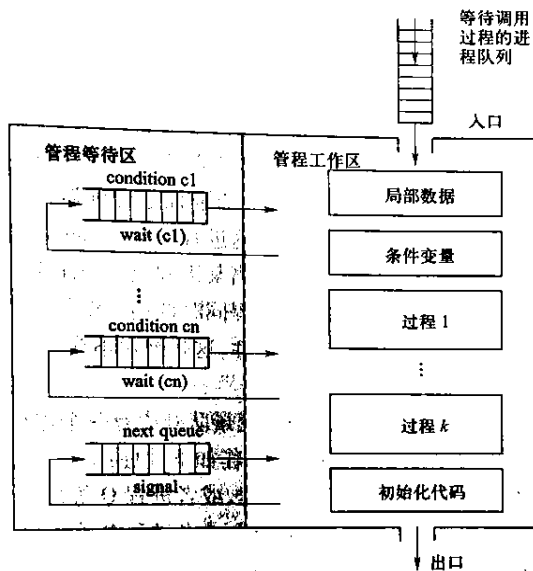 等待调用
过程的进
程队列
入口
管程等待区
管程工作区
condition c1
局部数据
wait (c1)
条件变量
⋮
过程 1
condition cn
⋮
wait (cn)
过程 k
next queue
signal
初始化代码
出口